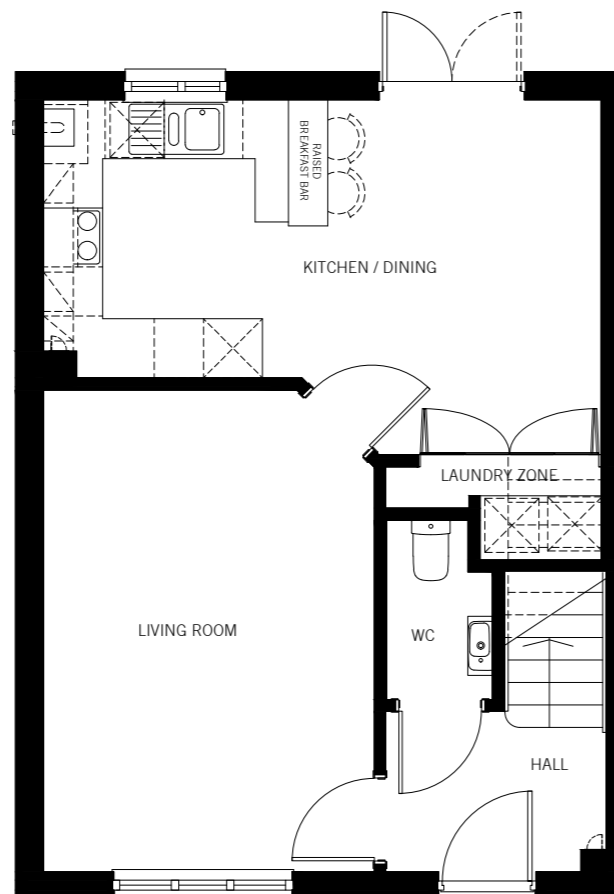 RAISED
BREAKFAST BAR
KITCHEN / DINING
LAUNDRY ZONE
LIVING ROOM
WC
HALL